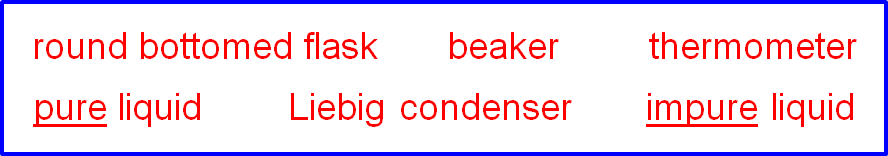 round bottomed flask beaker thermometer
pure liquid Liebig condenser impure liquid